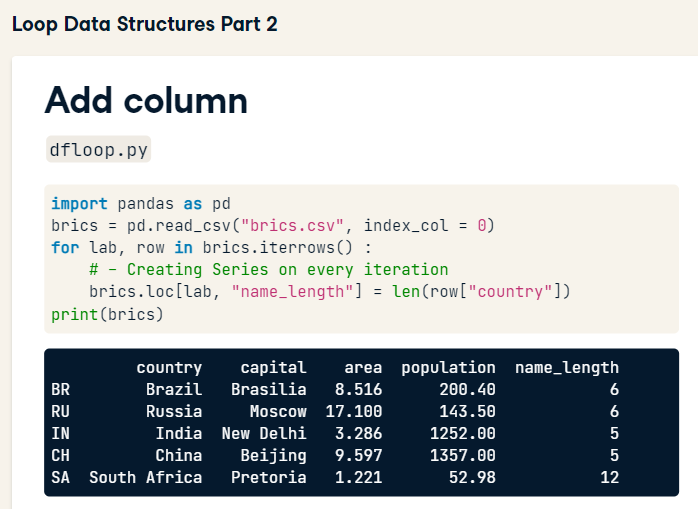 Loop Data Structures Part 2
Add column
dfloop.py
import pandas as pd
brics = pd.read_csv("brics.csv", index_col = 0)
for lab, row in brics.iterrows() :
    # - Creating Series on every iteration
    brics.loc[lab, "name_length"] = len(row["country"])
print(brics)
         country    capital    area  population  name_length
BR        Brazil   Brasilia   8.516      200.40            6
RU        Russia     Moscow  17.100      143.50            6
IN         India  New Delhi   3.286     1252.00            5
CH         China    Beijing   9.597     1357.00            5
SA  South Africa   Pretoria   1.221       52.98           12